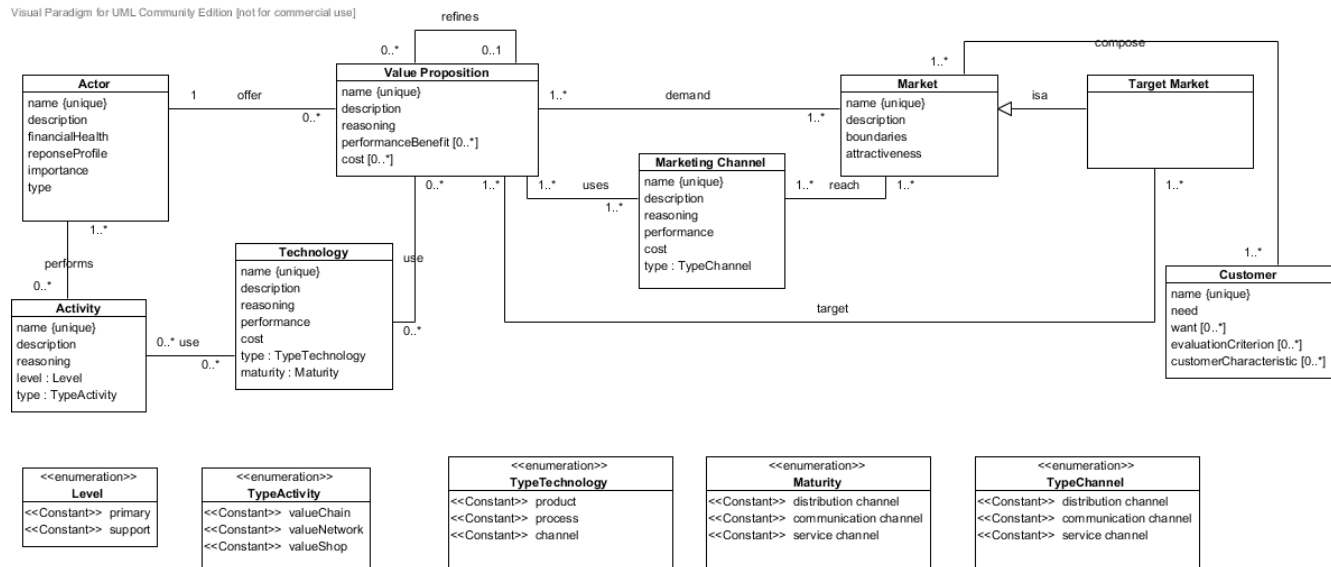 Visual Paradigm for UML Community Edition [not for commercial use]
refines
0..*
0..1
compose
1..*
Actor
name {unique}
description
financialHealth
reponseProfile
importance
type
1
offer
0..*
Value Proposition
name {unique}
description
reasoning
performanceBenefit [0..*]
cost [0..*]
1..*
demand
1..*
Market
name {unique}
description
boundaries
attractiveness
isa
Target Market
Marketing Channel
name {unique}
description
reasoning
performance
cost
type : TypeChannel
0..*
1..*
1..*
uses
1..*
1..*
reach
1..*
1..*
1..*
performs
0..*
Technology
name {unique}
description
reasoning
performance
cost
type : TypeTechnology
maturity : Maturity
use
0..*
target
1..*
Customer
name {unique}
need
want [0..*]
evaluationCriterion [0..*]
customerCharacteristic [0..*]
Activity
name {unique}
description
reasoning
level : Level
type : TypeActivity
0..* use
0..*
<<enumeration>>
Level
<<Constant>> primary
<<Constant>> support
<<enumeration>>
TypeActivity
<<Constant>> valueChain
<<Constant>> valueNetwork
<<Constant>> valueShop
<<enumeration>>
TypeTechnology
<<Constant>> product
<<Constant>> process
<<Constant>> channel
<<enumeration>>
Maturity
<<Constant>> distribution channel
<<Constant>> communication channel
<<Constant>> service channel
<<enumeration>>
TypeChannel
<<Constant>> distribution channel
<<Constant>> communication channel
<<Constant>> service channel